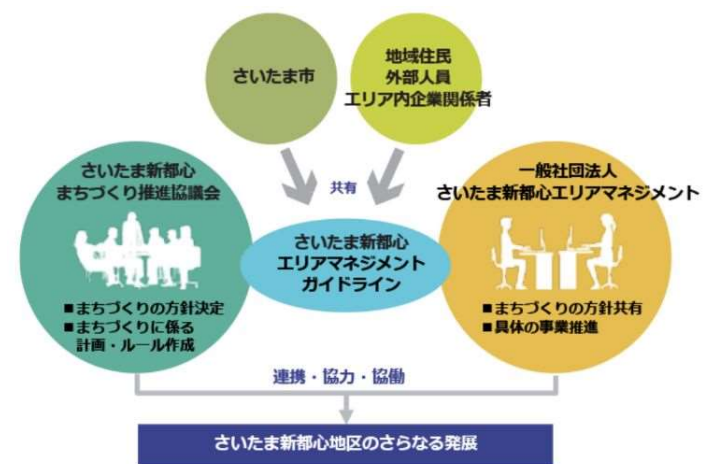 さいたま市
地域住民
外部人員
エリア内企業関係者
共有
さいたま新都心
まちづくり推進協議会
■まちづくりの方針決定
■まちづくりに係る
計画・ルール作成
さいたま新都心
エリアマネジメント
ガイドライン
一般社団法人
さいたま新都心エリアマネジメント
■まちづくりの方針共有
■具体の事業推進
連携・協力・協働
さいたま新都心地区のさらなる発展